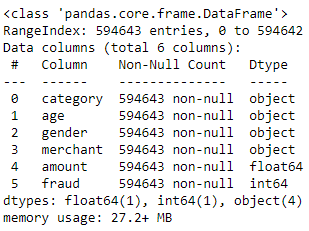 <class 'pandas.core.frame.DataFrame'>
RangeIndex: 594643 entries, 0 to 594642
Data columns (total 6 columns):
 #   Column    Non-Null Count   Dtype
---  ------    --------------   -----
 0   category  594643 non-null  object
 1   age       594643 non-null  object
 2   gender    594643 non-null  object
 3   merchant  594643 non-null  object
 4   amount    594643 non-null  float64
 5   fraud     594643 non-null  int64
dtypes: float64(1), int64(1), object(4)
memory usage: 27.2+ MB